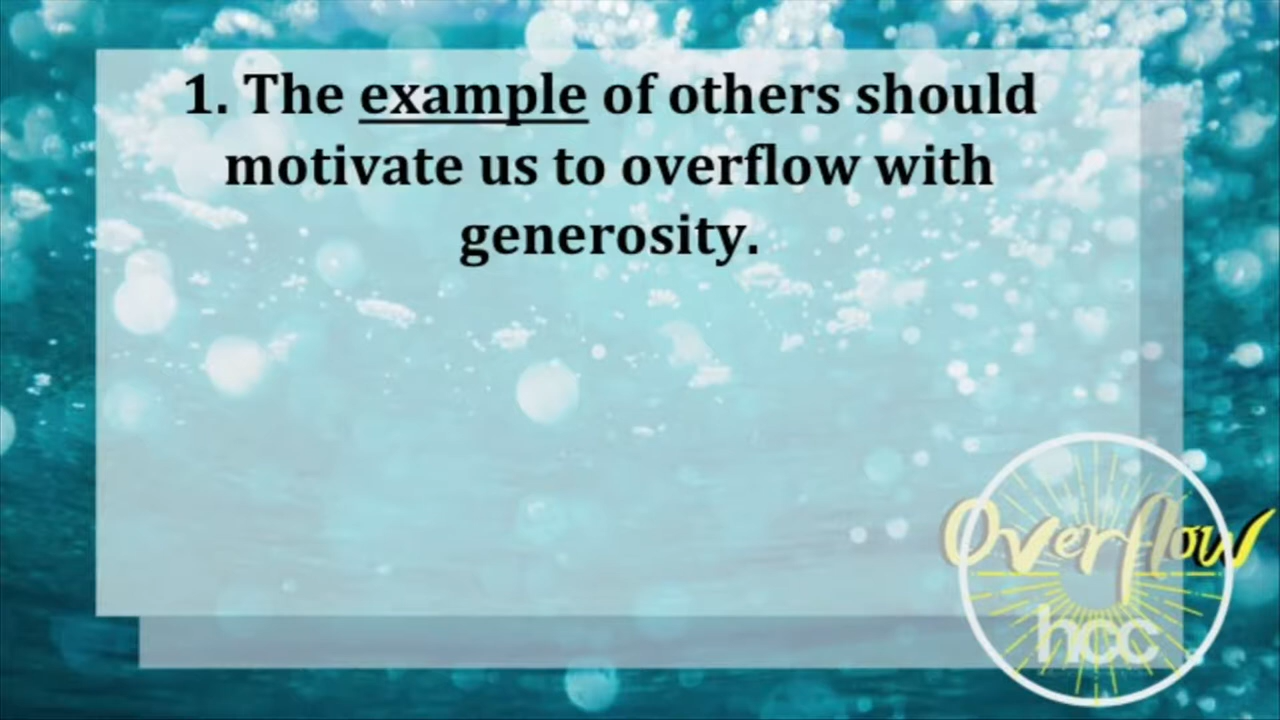 1. The example of others should
motivate us to overflow with
generosity.
Overflow
hcc